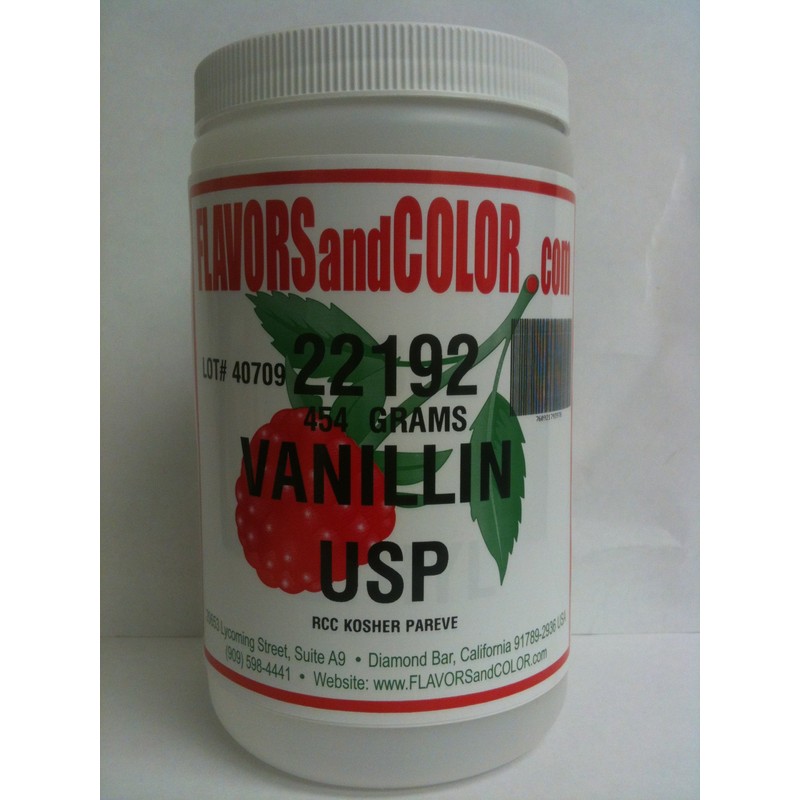 FLAVORSandCOLOR.com
LOT# 40709 22192
454 GRAMS
VANILLIN
USP
RCC KOSHER PAREVE
Lycoming Street, Suite A9 • Diamond Bar, California 91789-2936 USA
(909) 598-4441 • Website: www.FLAVORSandCOLOR.com